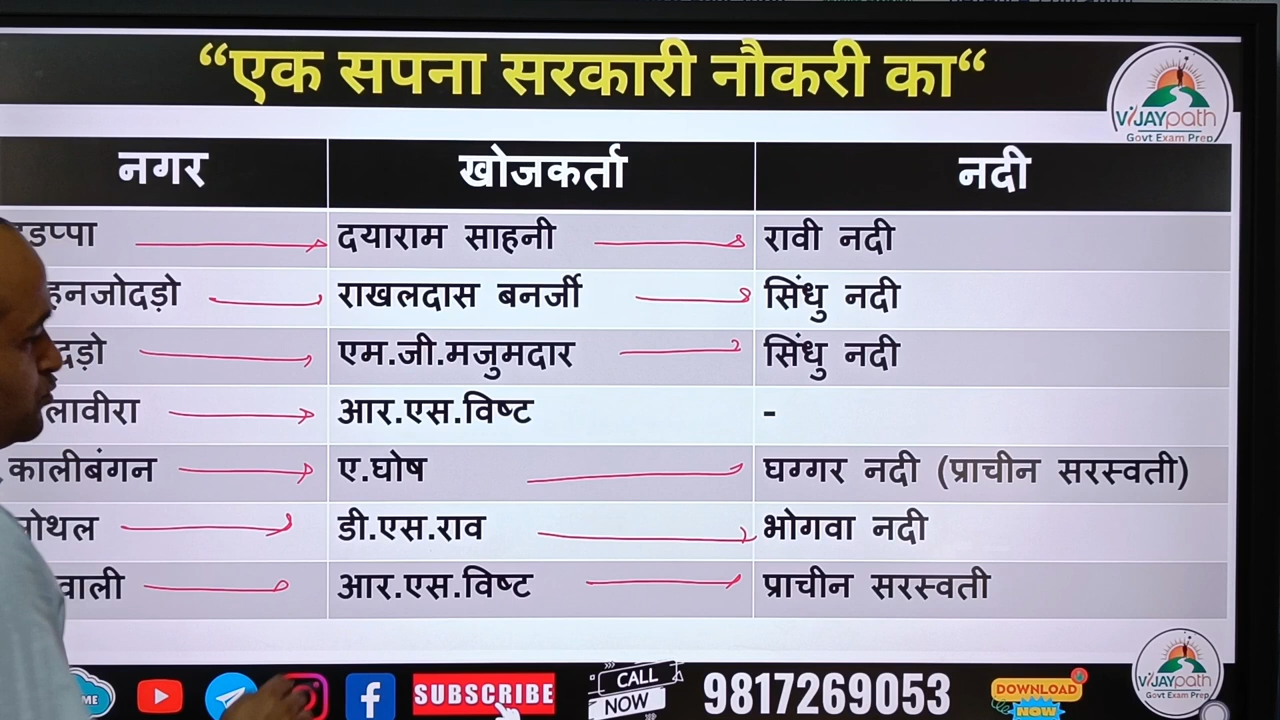 “एक सपना सरकारी नौकरी का“
VIJAYpath
Govt Exam Prep
नगर खोजकर्ता नदी
दयाराम साहनी रावी नदी
राखलदास बनर्जी सिंधु नदी
एम.जी.मजुमदार सिंधु नदी
आर.एस.विष्ट -
कालीबंगन ए.घोष घग्गर नदी (प्राचीन सरस्वती)
डी.एस.राव भोगवा नदी
आर.एस.विष्ट प्राचीन सरस्वती
SUBSCRIBE
CALL
NOW
9817269053
DOWNLOAD
NOW
VIJAYpath
Govt Exam Prep